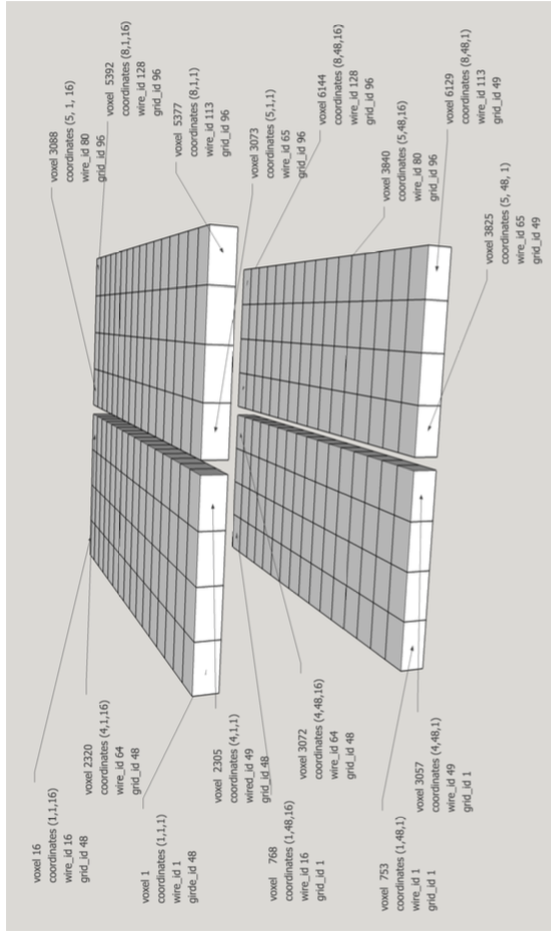 voxel 16
coordinates (1,1,16)
wire_id 16
grid_id 48
voxel 2320
coordinates (4,1,16)
wire_id 64
grid_id 48
voxel 3088
coordinates (5, 1, 16)
wire_id 80
grid_id 96
voxel 5392
coordinates (8,1,16)
wire_id 128
grid_id 96
voxel 1
coordinates (1,1,1)
wire_id 1
girde_id 48
voxel 5377
coordinates (8,1,1)
wire_id 113
grid_id 96
voxel 2305
coordinates (4,1,1)
wired_id 49
grid_id 48
voxel 3073
coordinates (5,1,1)
wire_id 65
grid_id 96
voxel 768
coordinates (1,48,16)
wire_id 16
grid_id 1
voxel 3072
coordinates (4,48,16)
wire_id 64
grid_id 48
voxel 6144
coordinates (8,48,16)
wire_id 128
grid_id 96
voxel 753
coordinates (1,48,1)
wire_id 1
grid_id 1
voxel 3057
coordinates (4,48,1)
wire_id 49
grid_id 1
voxel 3840
coordinates (5,48,16)
wire_id 80
grid_id 96
voxel 6129
coordinates (8,48,1)
wire_id 113
grid_id 49
voxel 3825
coordinates (5, 48, 1)
wire_id 65
grid_id 49